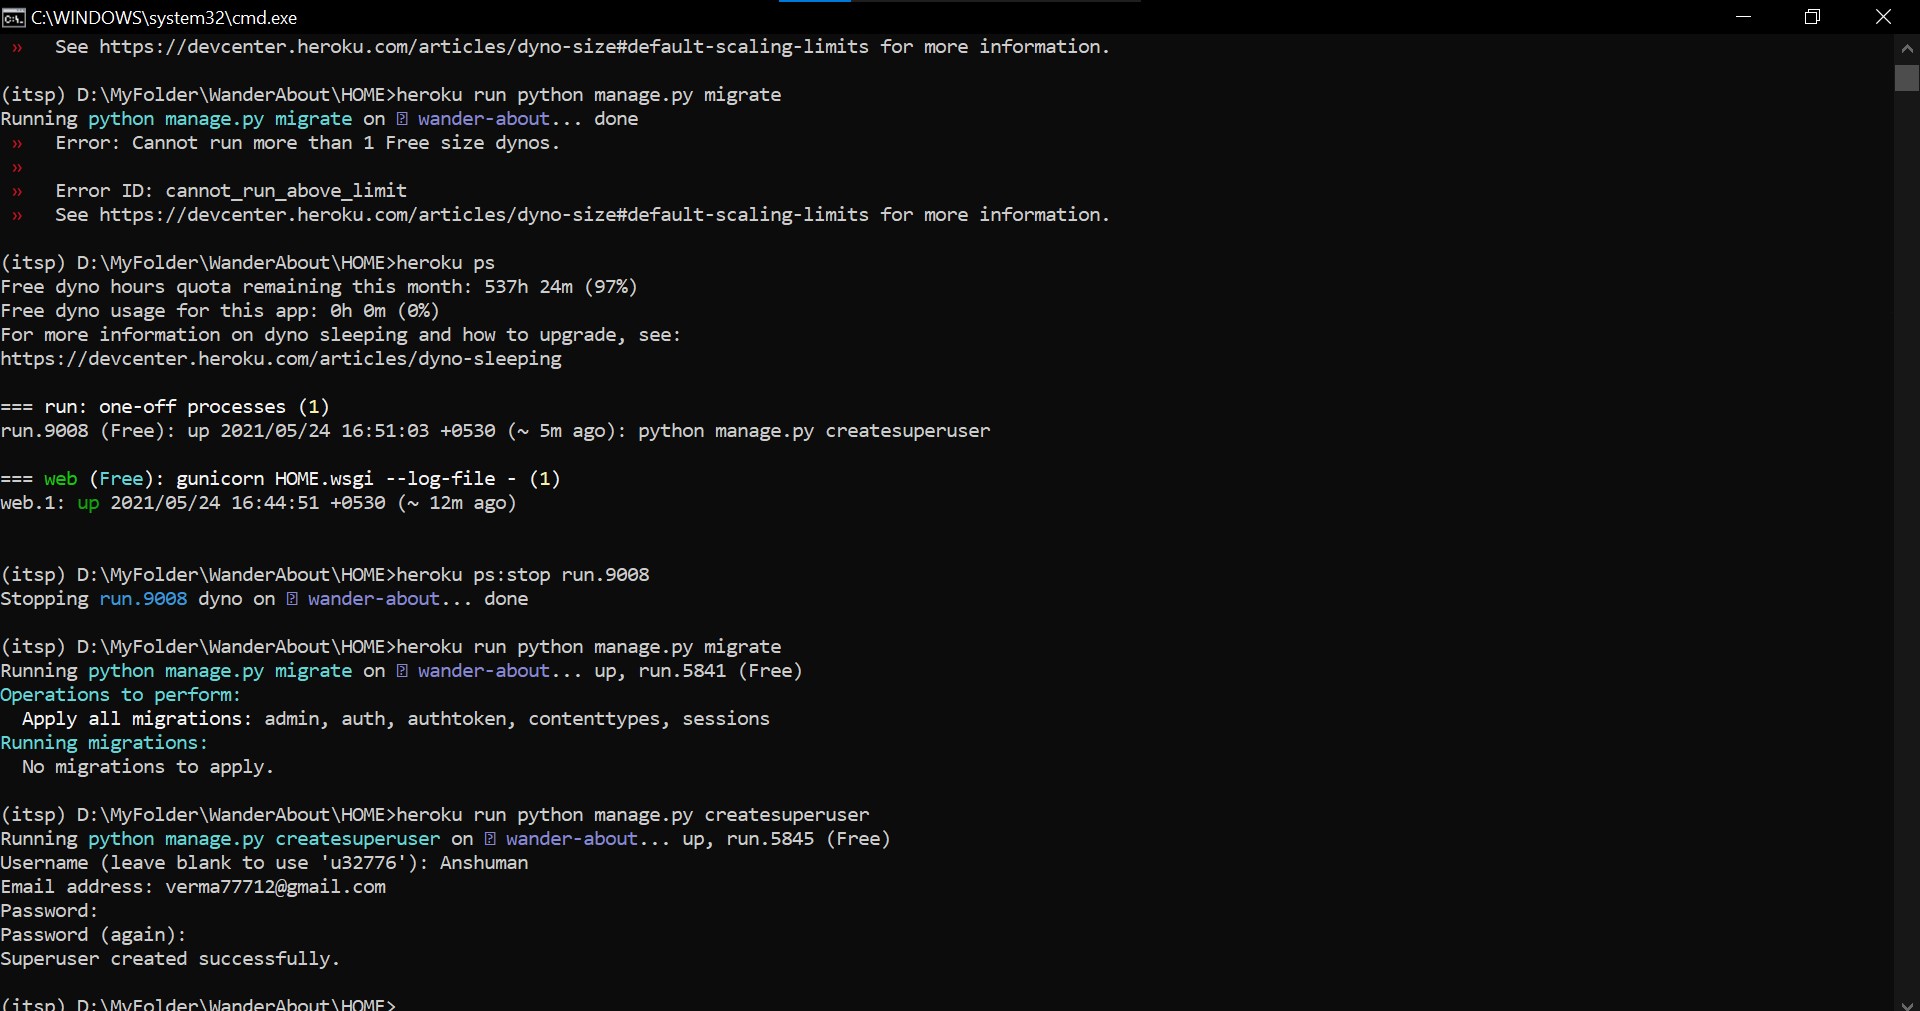 C:\WINDOWS\system32\cmd.exe
»   See https://devcenter.heroku.com/articles/dyno-size#default-scaling-limits for more information.
(itsp) D:\MyFolder\WanderAbout\HOME>heroku run python manage.py migrate
Running python manage.py migrate on ⍰ wander-about... done
»   Error: Cannot run more than 1 Free size dynos.
»
»   Error ID: cannot_run_above_limit
»   See https://devcenter.heroku.com/articles/dyno-size#default-scaling-limits for more information.
(itsp) D:\MyFolder\WanderAbout\HOME>heroku ps
Free dyno hours quota remaining this month: 537h 24m (97%)
Free dyno usage for this app: 0h 0m (0%)
For more information on dyno sleeping and how to upgrade, see:
https://devcenter.heroku.com/articles/dyno-sleeping
=== run: one-off processes (1)
run.9008 (Free): up 2021/05/24 16:51:03 +0530 (~ 5m ago): python manage.py createsuperuser
=== web (Free): gunicorn HOME.wsgi --log-file - (1)
web.1: up 2021/05/24 16:44:51 +0530 (~ 12m ago)
(itsp) D:\MyFolder\WanderAbout\HOME>heroku ps:stop run.9008
Stopping run.9008 dyno on ⍰ wander-about... done
(itsp) D:\MyFolder\WanderAbout\HOME>heroku run python manage.py migrate
Running python manage.py migrate on ⍰ wander-about... up, run.5841 (Free)
Operations to perform:
  Apply all migrations: admin, auth, authtoken, contenttypes, sessions
Running migrations:
  No migrations to apply.
(itsp) D:\MyFolder\WanderAbout\HOME>heroku run python manage.py createsuperuser
Running python manage.py createsuperuser on ⍰ wander-about... up, run.5845 (Free)
Username (leave blank to use 'u32776'): Anshuman
Email address: verma77712@gmail.com
Password:
Password (again):
Superuser created successfully.
(itsp) D:\MyFolder\WanderAbout\HOME>